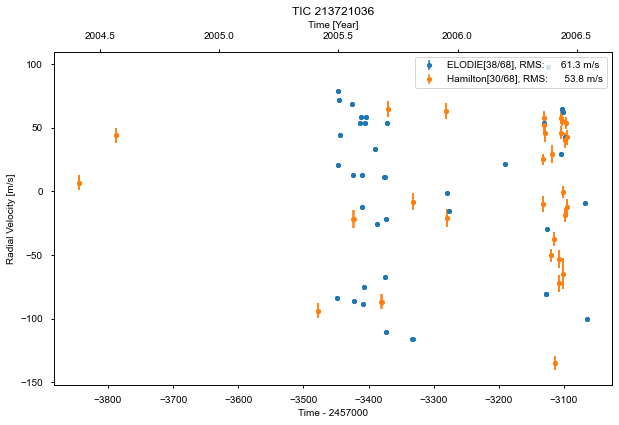 TIC 213721036
Time [Year]
2004.5 2005.0 2005.5 2006.0 2006.5
ELODIE[38/68], RMS: 61.3 m/s
Hamilton[30/68], RMS: 53.8 m/s
100
50
0
−50
−100
−150
Radial Velocity [m/s]
−3800 −3700 −3600 −3500 −3400 −3300 −3200 −3100
Time - 2457000